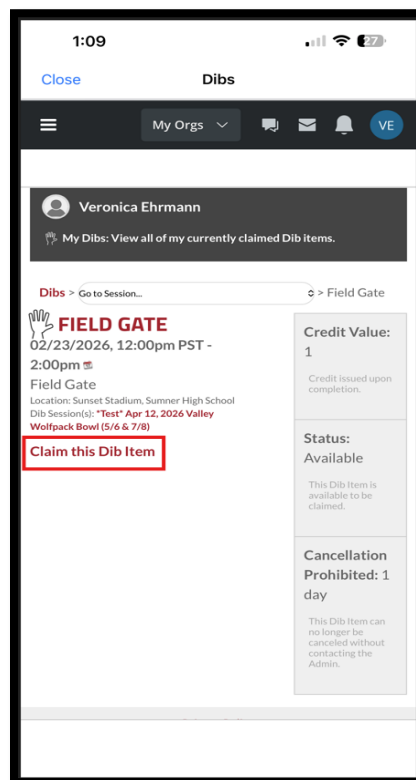 1:09
27
Close
Dibs
My Orgs
VE
Veronica Ehrmann
My Dibs: View all of my currently claimed Dib items.
Dibs > Go to Session... > Field Gate
FIELD GATE
02/23/2026, 12:00pm PST -
2:00pm
Field Gate
Location: Sunset Stadium, Sumner High School
Dib Session(s): *Test* Apr 12, 2026 Valley
Wolfpack Bowl (5/6 & 7/8)
Claim this Dib Item
Credit Value:
1
Credit issued upon
completion.
Status:
Available
This Dib Item is
available to be
claimed.
Cancellation
Prohibited: 1
day
This Dib Item can
no longer be
canceled without
contacting the
Admin.